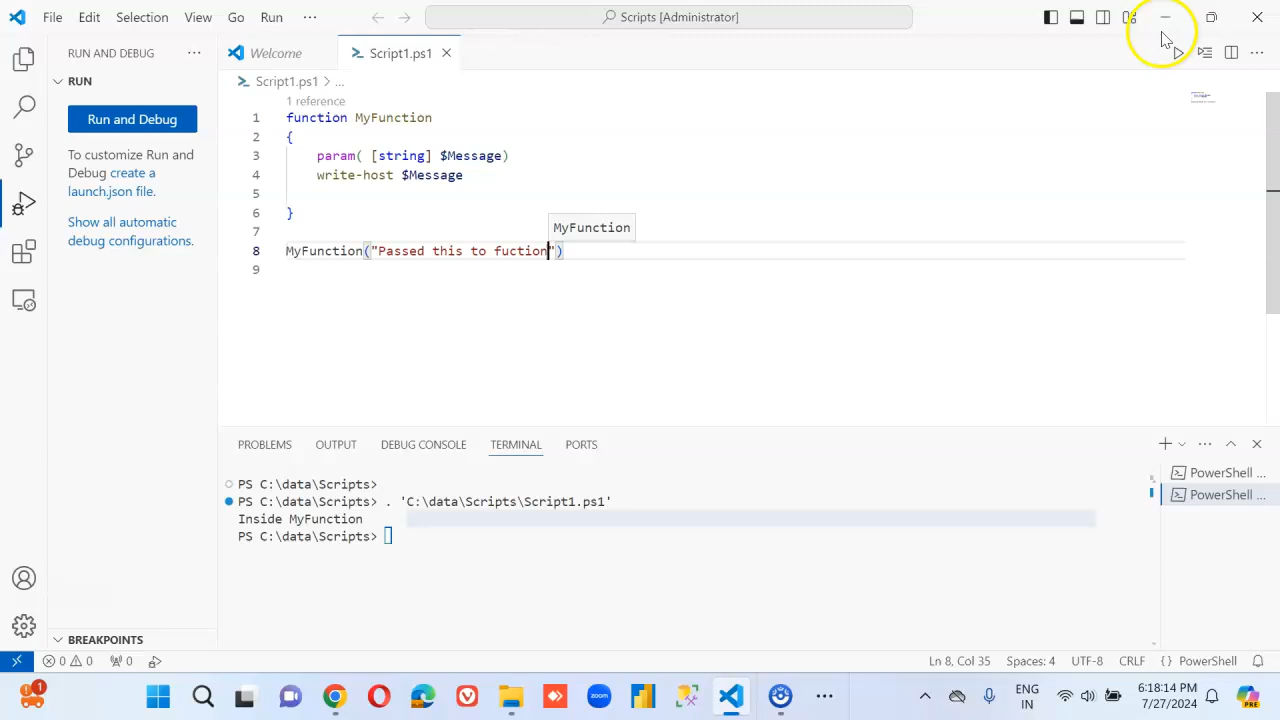 File Edit Selection View Go Run ··· Scripts [Administrator]
RUN AND DEBUG ···
Welcome Script1.ps1
RUN
Script1.ps1 > ...
Run and Debug
To customize Run and
Debug create a
launch.json file.
Show all automatic
debug configurations.
1 reference
1 function MyFunction
2 {
3 param( [string] $Message)
4 write-host $Message
5
6 }
7
8 MyFunction("Passed this to fuction")
9
MyFunction
PROBLEMS OUTPUT DEBUG CONSOLE TERMINAL PORTS
PS C:\data\Scripts>
PS C:\data\Scripts> . 'C:\data\Scripts\Script1.ps1'
Inside MyFunction
PS C:\data\Scripts>
PowerShell ...
PowerShell ...
BREAKPOINTS
0 0 0 Ln 8, Col 35 Spaces: 4 UTF-8 CRLF {} PowerShell
1 zoom ENG
IN
6:18:14 PM
7/27/2024
PRE